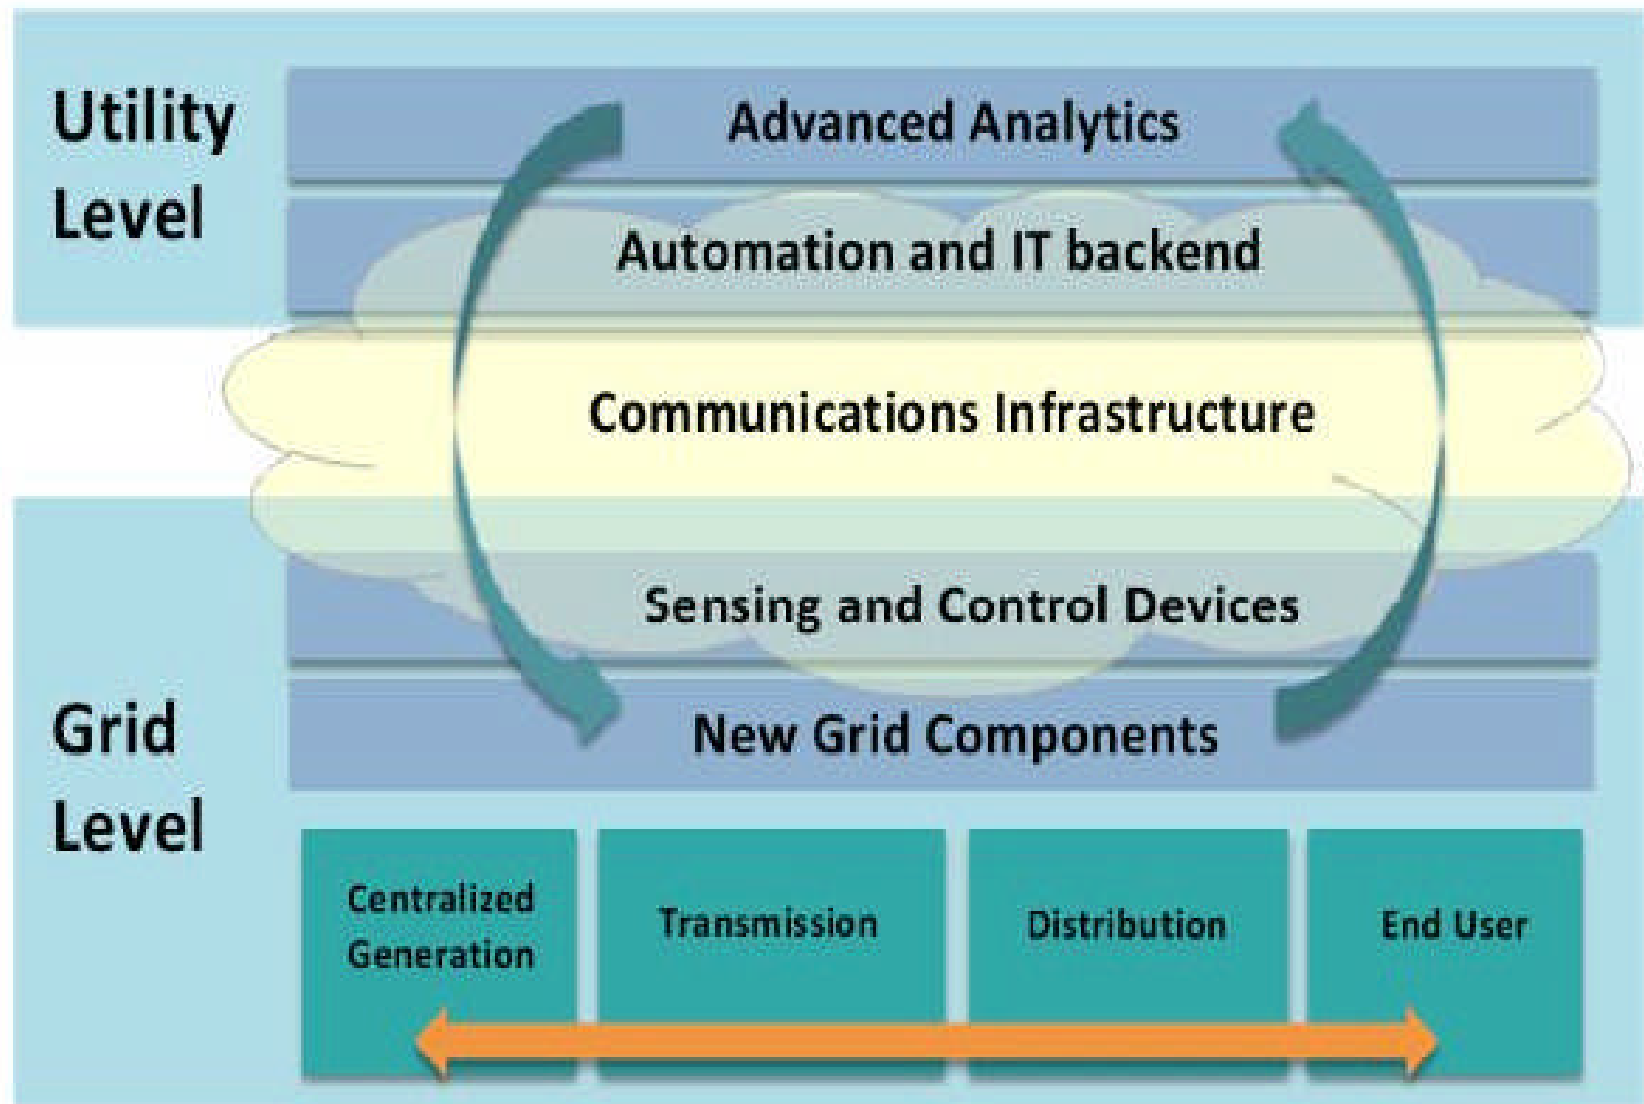 Utility
Level
Advanced Analytics
Automation and IT backend
Communications Infrastructure
Sensing and Control Devices
New Grid Components
Grid
Level
Centralized
Generation
Transmission
Distribution
End User